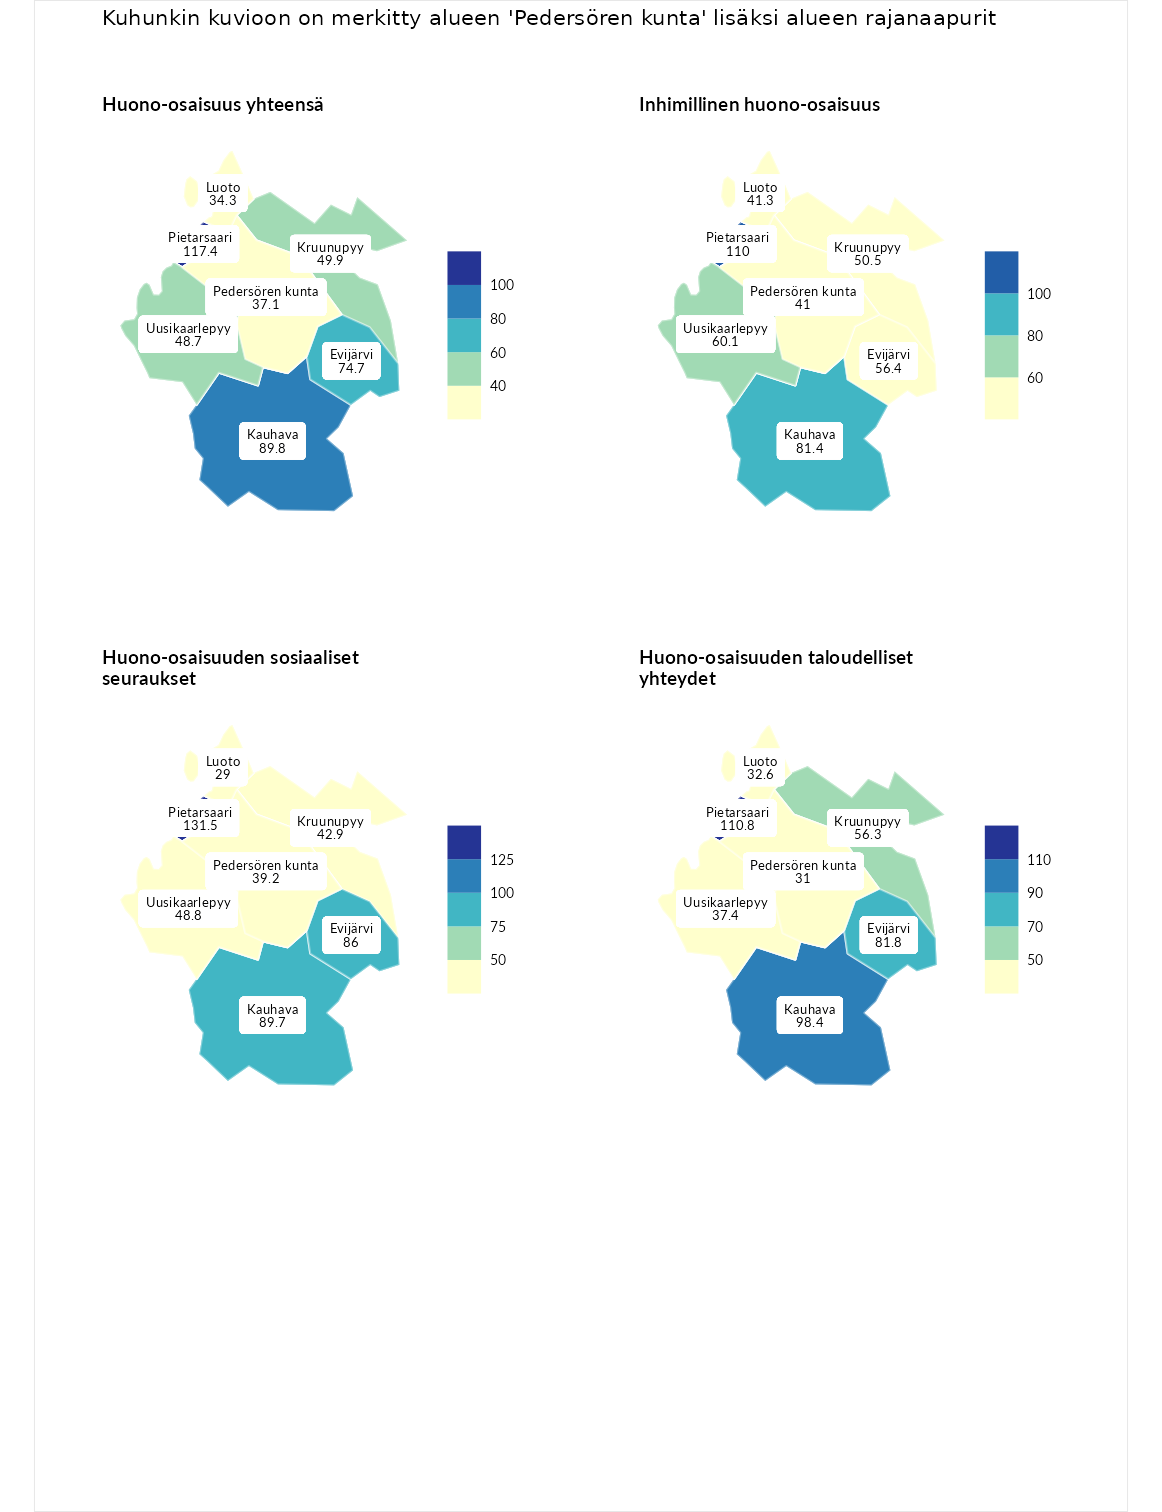 Kuhunkin kuvioon on merkitty alueen 'Pedersören kunta' lisäksi alueen rajanaapurit
Huono-osaisuus yhteensä
Luoto
34.3
Pietarsaari
117.4
Kruunupyy
49.9
Pedersören kunta
37.1
Uusikaarlepyy
48.7
Evijärvi
74.7
Kauhava
89.8
100
80
60
40
Inhimillinen huono-osaisuus
Luoto
41.3
Pietarsaari
110
Kruunupyy
50.5
Pedersören kunta
41
Uusikaarlepyy
60.1
Evijärvi
56.4
Kauhava
81.4
100
80
60
Huono-osaisuuden sosiaaliset
seuraukset
Luoto
29
Pietarsaari
131.5
Kruunupyy
42.9
Pedersören kunta
39.2
Uusikaarlepyy
48.8
Evijärvi
86
Kauhava
89.7
125
100
75
50
Huono-osaisuuden taloudelliset
yhteydet
Luoto
32.6
Pietarsaari
110.8
Kruunupyy
56.3
Pedersören kunta
31
Uusikaarlepyy
37.4
Evijärvi
81.8
Kauhava
98.4
110
90
70
50